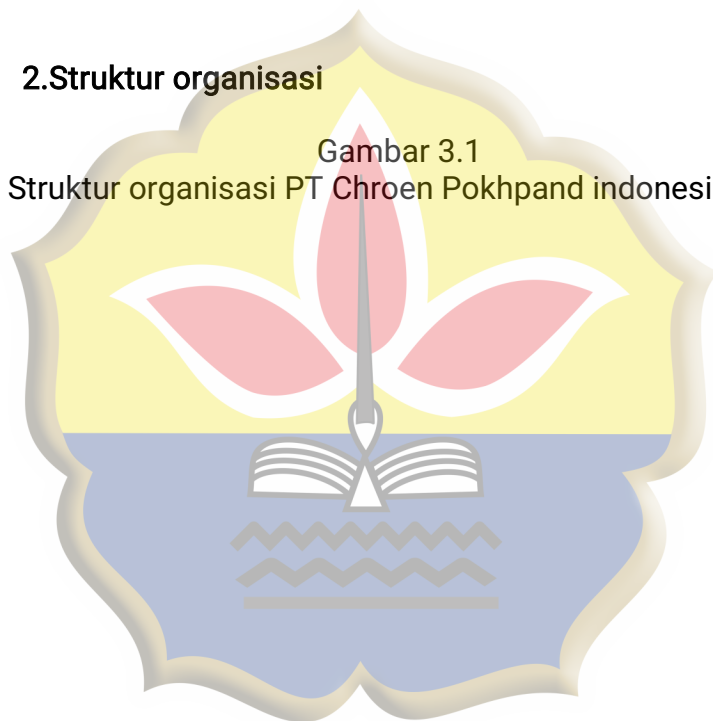 2.Struktur organisasi
Gambar 3.1
Struktur organisasi PT Chroen Pokhpand indonesi